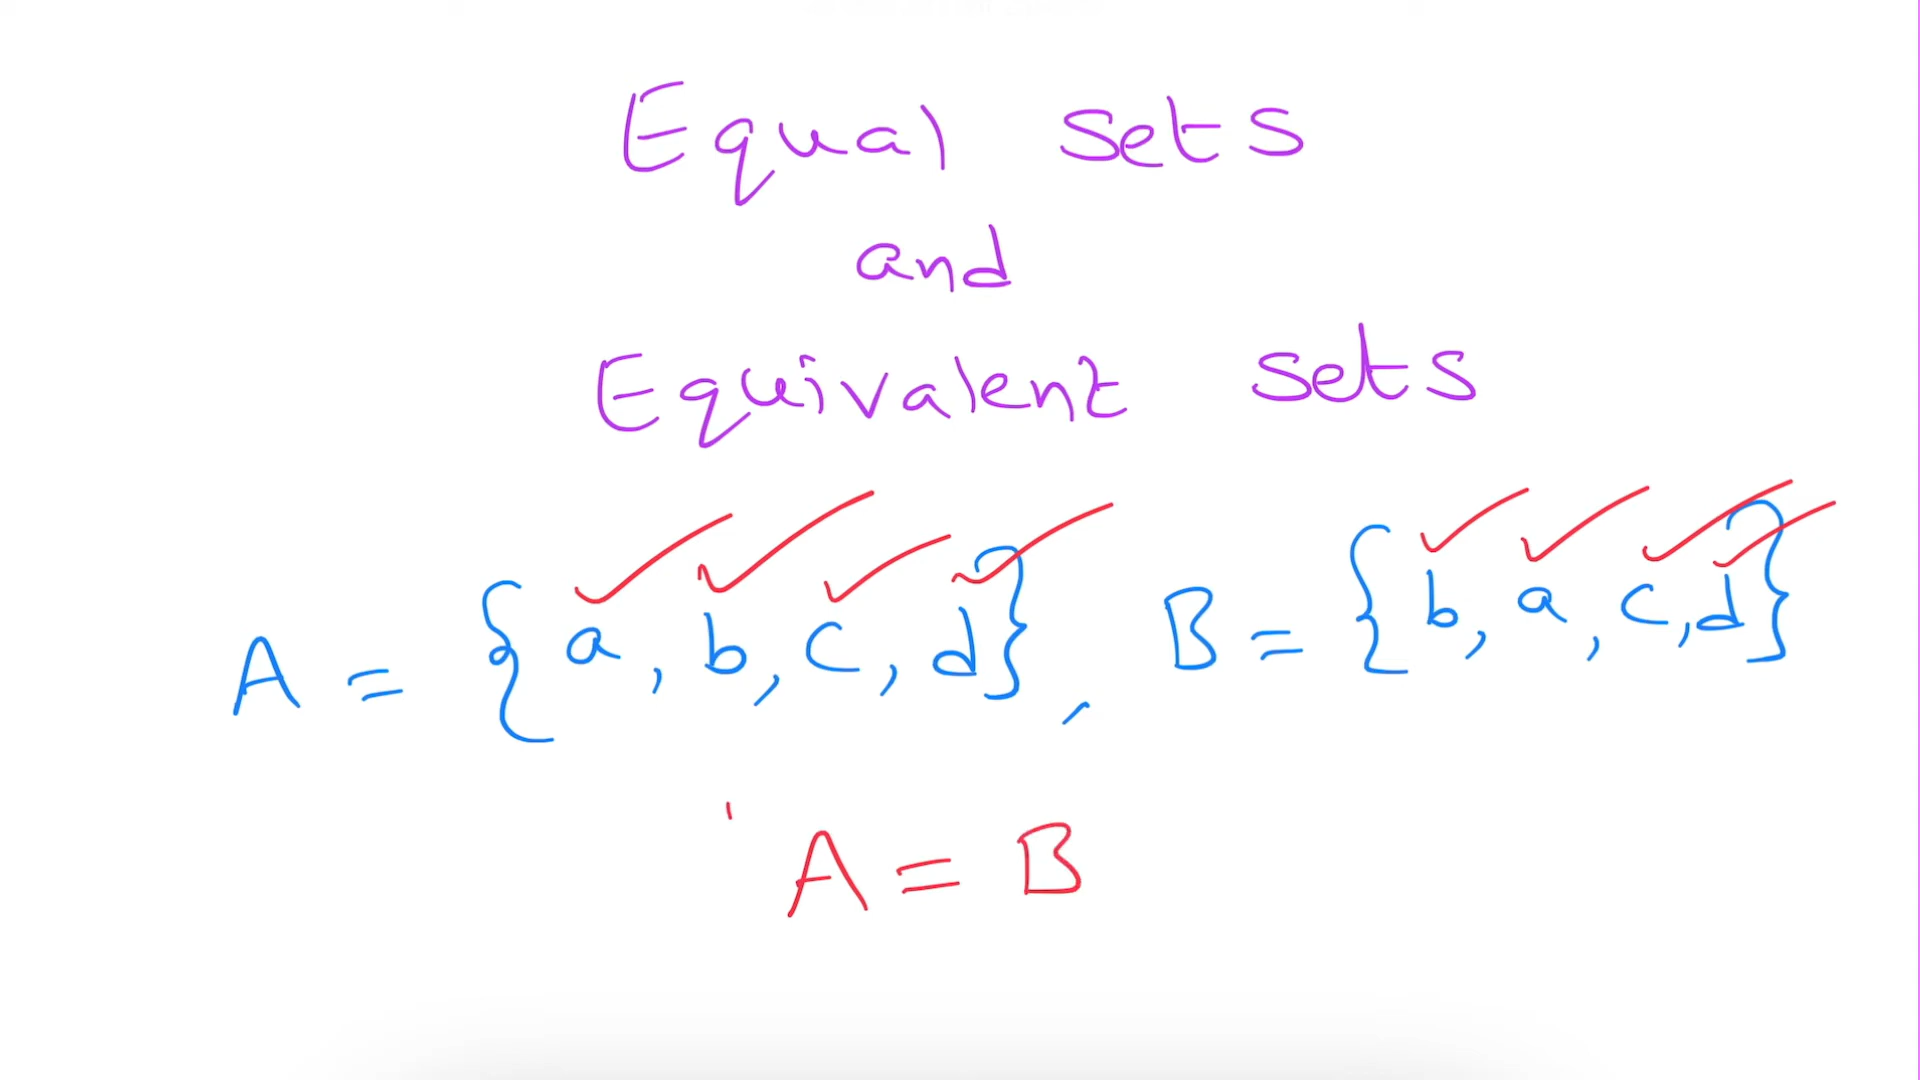 Equal sets
and
Equivalent sets
A = {a, b, c, d}, B = {b, a, c, d}
A = B